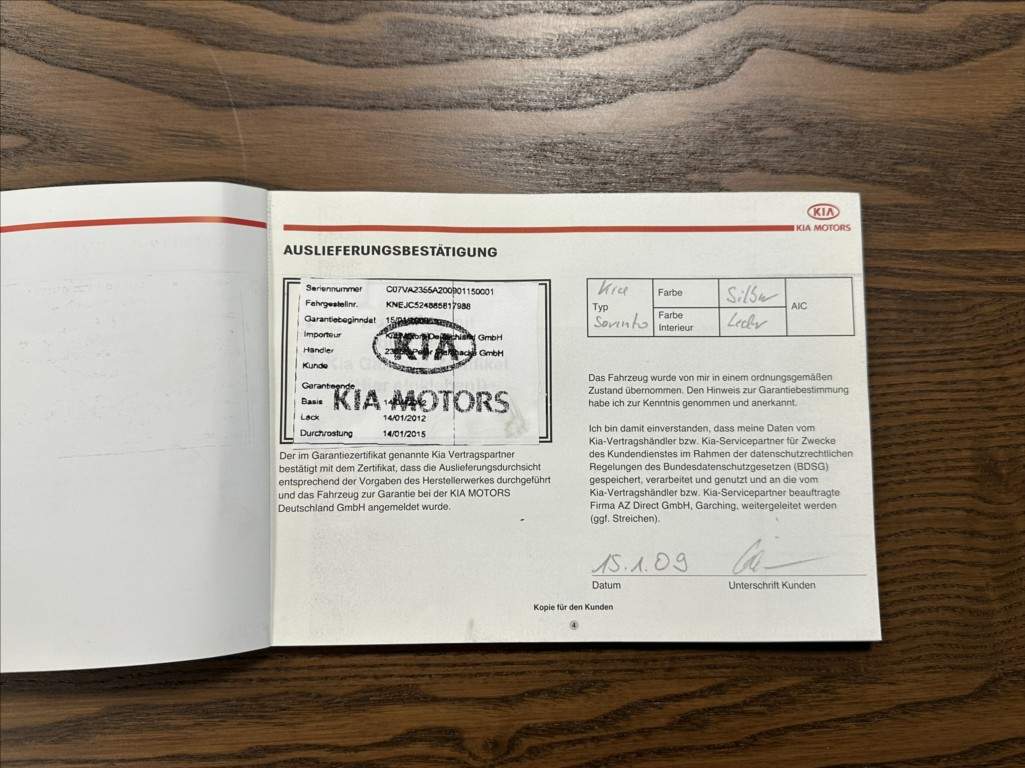 KIA
KIA MOTORS
AUSLIEFERUNGSBESTÄTIGUNG
Seriennummer C07VA2355A200901150001
Fahrgestellnr. KNEJC524885817988
Garantiebeginndat
Importeur GmbH
Händler GmbH
Kunde
KIA
Garantieende
Basis
KIA MOTORS
Lack 14/01/2012
Durchrostung 14/01/2015
Der im Garantiezertifikat genannte Kia Vertragspartner
bestätigt mit dem Zertifikat, dass die Auslieferungsdurchsicht
entsprechend der Vorgaben des Herstellerwerkes durchgeführt
und das Fahrzeug zur Garantie bei der KIA MOTORS
Deutschland GmbH angemeldet wurde.
Kia
Typ
Sorento
Farbe Silber
Farbe
Interieur Leder
AIC
Das Fahrzeug wurde von mir in einem ordnungsgemäßen
Zustand übernommen. Den Hinweis zur Garantiebestimmung
habe ich zur Kenntnis genommen und anerkannt.
Ich bin damit einverstanden, dass meine Daten vom
Kia-Vertragshändler bzw. Kia-Servicepartner für Zwecke
des Kundendienstes im Rahmen der datenschutzrechtlichen
Regelungen des Bundesdatenschutzgesetzen (BDSG)
gespeichert, verarbeitet und genutzt und an die vom
Kia-Vertragshändler bzw. Kia-Servicepartner beauftragte
Firma AZ Direct GmbH, Garching, weitergeleitet werden
(ggf. Streichen).
15.1.09
Datum Unterschrift Kunden
Kopie für den Kunden
4